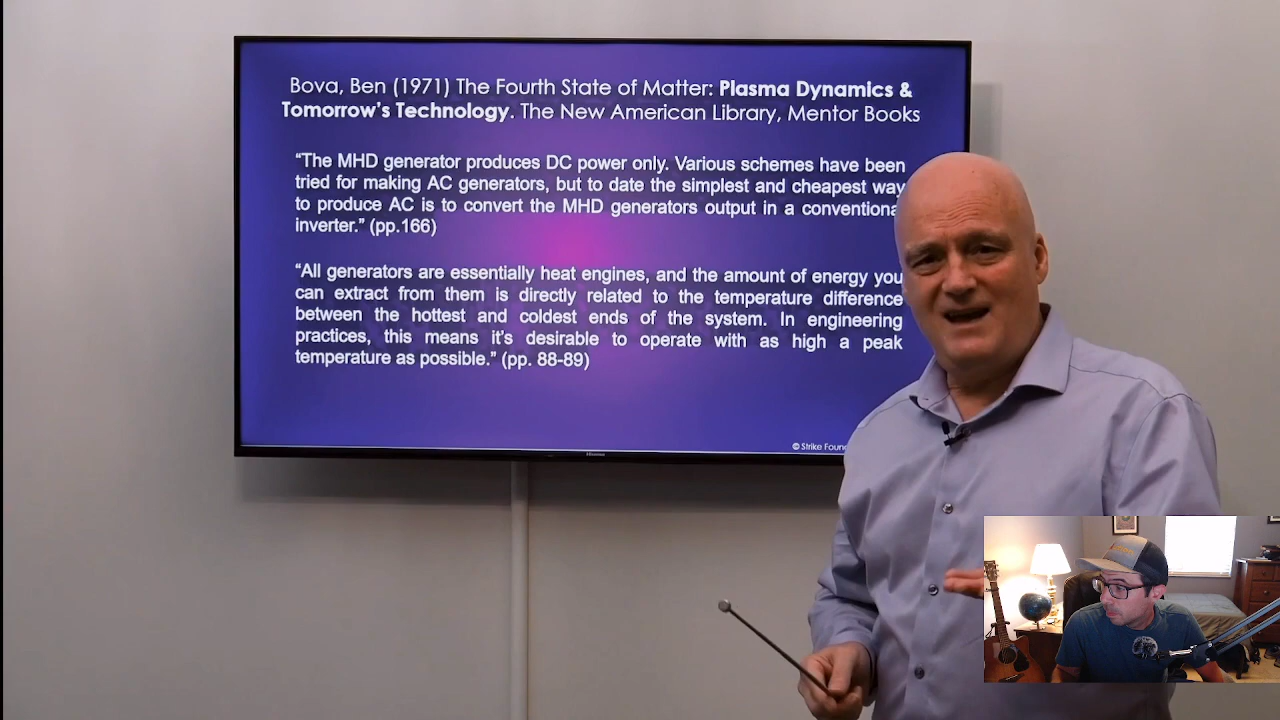 Bova, Ben (1971) The Fourth State of Matter: Plasma Dynamics &
Tomorrow's Technology. The New American Library, Mentor Books
“The MHD generator produces DC power only. Various schemes have been
tried for making AC generators, but to date the simplest and cheapest way
to produce AC is to convert the MHD generators output in a conventiona
inverter.” (pp.166)
“All generators are essentially heat engines, and the amount of energy you
can extract from them is directly related to the temperature difference
between the hottest and coldest ends of the system. In engineering
practices, this means it's desirable to operate with as high a peak
temperature as possible.” (pp. 88-89)
© Strike Foun
Hisense